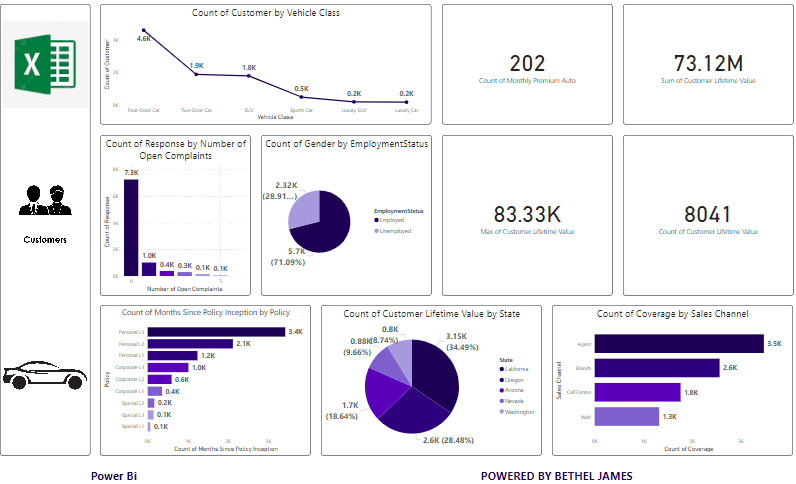 X
Customers
Count of Customer by Vehicle Class
Count of Customer
4K
2K
0K
4.6K
1.9K
1.8K
0.5K
0.2K
0.2K
Four-Door Car
Two-Door Car
SUV
Sports Car
Luxury SUV
Luxury Car
Vehicle Class
202
Count of Monthly Premium Auto
73.12M
Sum of Customer Lifetime Value
Count of Response by Number of
Open Complaints
Count of Response
8K
6K
4K
2K
0K
7.3K
1.0K
0.4K
0.3K
0.1K
0.1K
0
5
Number of Open Complaints
Count of Gender by EmploymentStatus
2.32K
(28.91...)
5.7K
(71.09%)
EmploymentStatus
Employed
Unemployed
83.33K
Max of Customer Lifetime Value
8041
Count of Customer Lifetime Value
Count of Months Since Policy Inception by Policy
Policy
Personal L3
3.4K
Personal L2
2.1K
Personal L1
1.2K
Corporate L3
1.0K
Corporate L2
0.6K
Corporate L1
0.4K
Special L2
0.2K
Special L3
0.1K
Special L1
0.1K
0K
1K
2K
3K
Count of Months Since Policy Inception
Count of Customer Lifetime Value by State
0.8K
(8.74%)
0.88K
(9.66%)
3.15K
(34.49%)
1.7K
(18.64%)
2.6K (28.48%)
State
California
Oregon
Arizona
Nevada
Washington
Count of Coverage by Sales Channel
Sales Channel
Agent
3.5K
Branch
2.6K
Call Center
1.8K
Web
1.3K
0K
1K
2K
3K
Count of Coverage
Power Bi
POWERED BY BETHEL JAMES